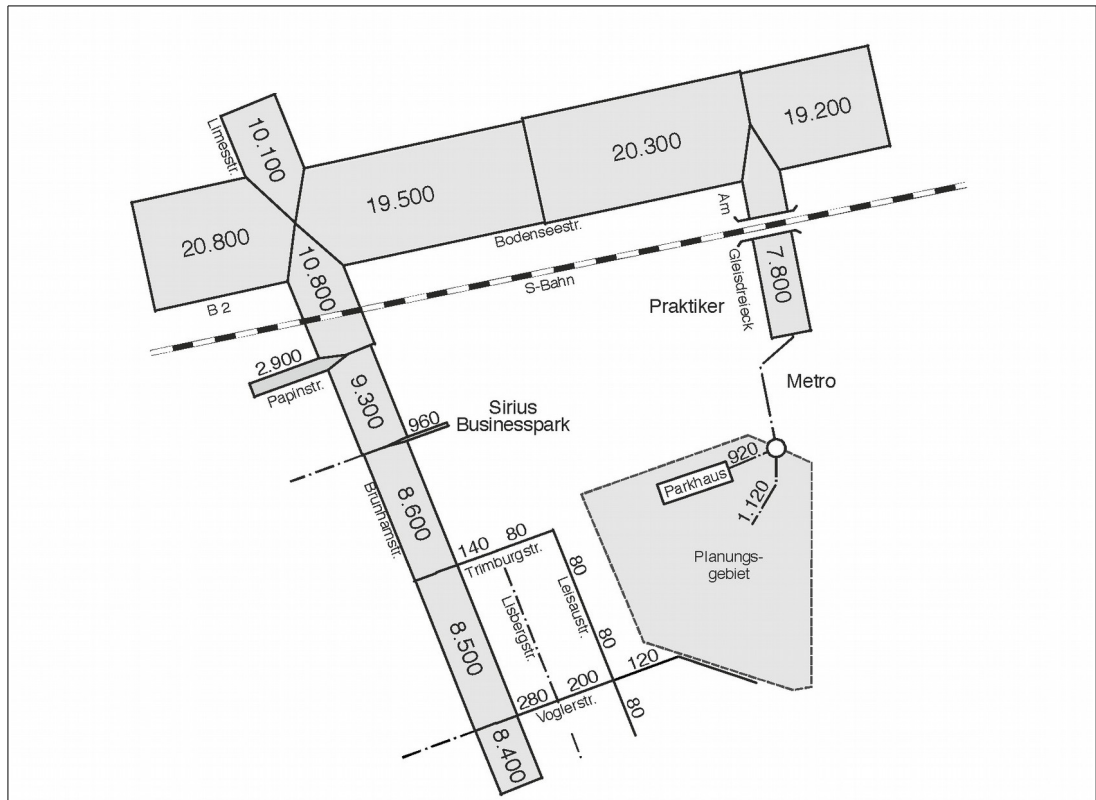 19.200
20.300
10.100
Limesstr.
19.500
20.800
Am
Bodenseestr.
10.800
Gleisdreieck
7.800
S-Bahn
B 2
Praktiker
2.900
Papinstr.
9.300
Metro
Sirius
Businesspark
960
920
Parkhaus
1.120
Brunhamstr.
8.600
140
80
Trimburgstr.
Planungs-
gebiet
80
Leisaustr.
Lisbergstr.
8.500
80
120
200
280
Voglerstr.
80
8.400